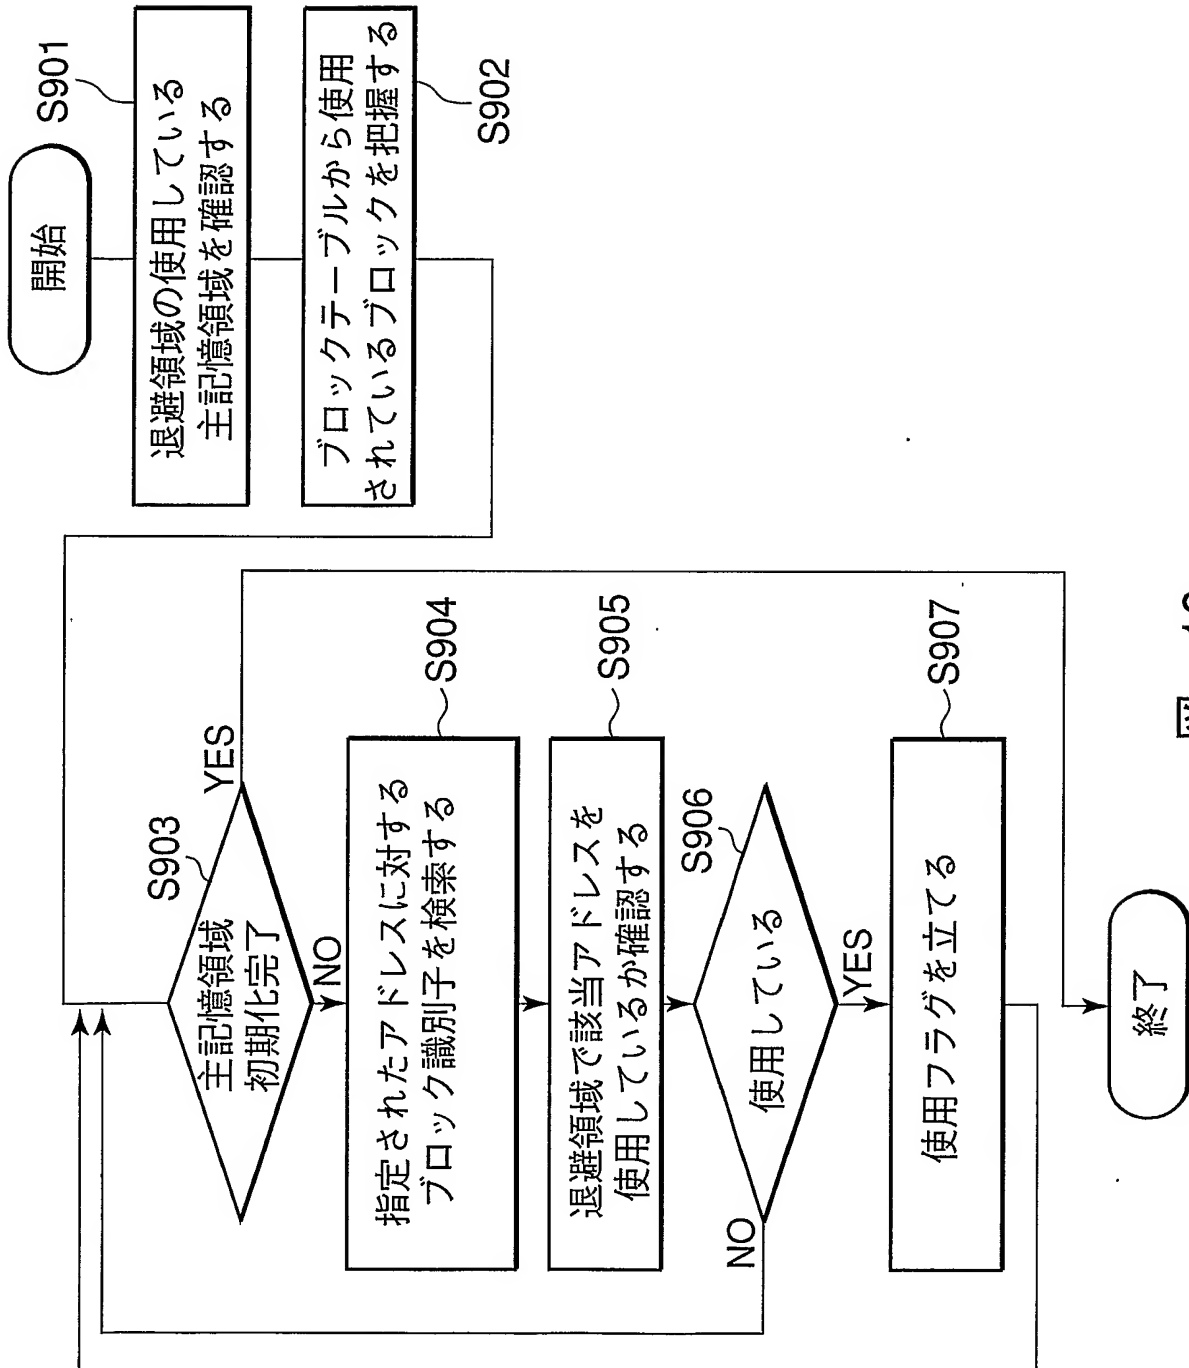 開始
S901
退避領域の使用している
主記憶領域を確認する
ブロックテーブルから使用
されているブロックを把握する
S902
S903
主記憶領域
初期化完了
YES
NO
指定されたアドレスに対する
ブロック識別子を検索する
S904
退避領域で該当アドレスを
使用しているか確認する
S905
S906
使用している
NO
YES
使用フラグを立てる
S907
終了
図